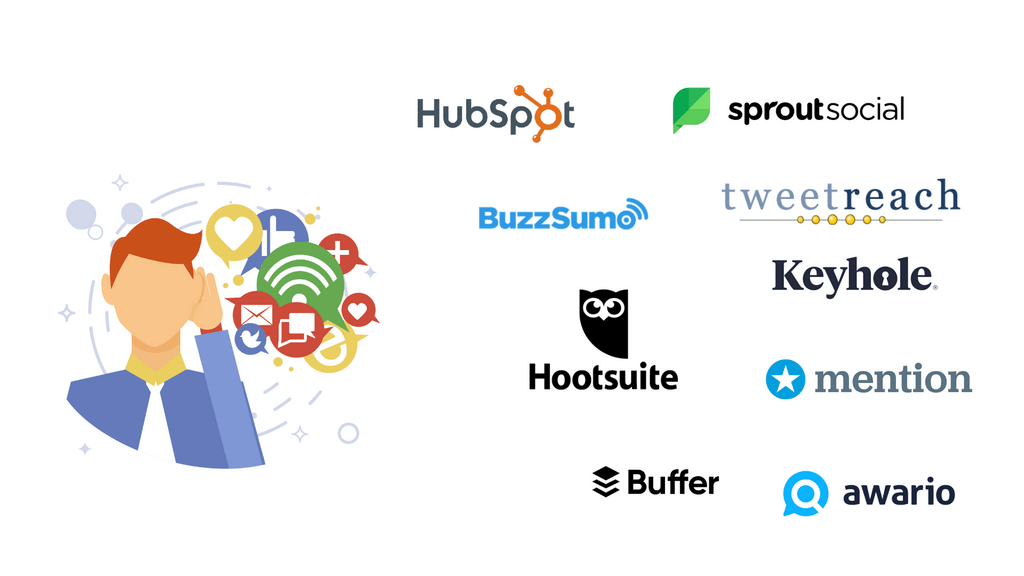 HubSpot
sproutsocial
BuzzSumo
tweetreach
Keyhole®
Hootsuite
mention
Buffer
awario